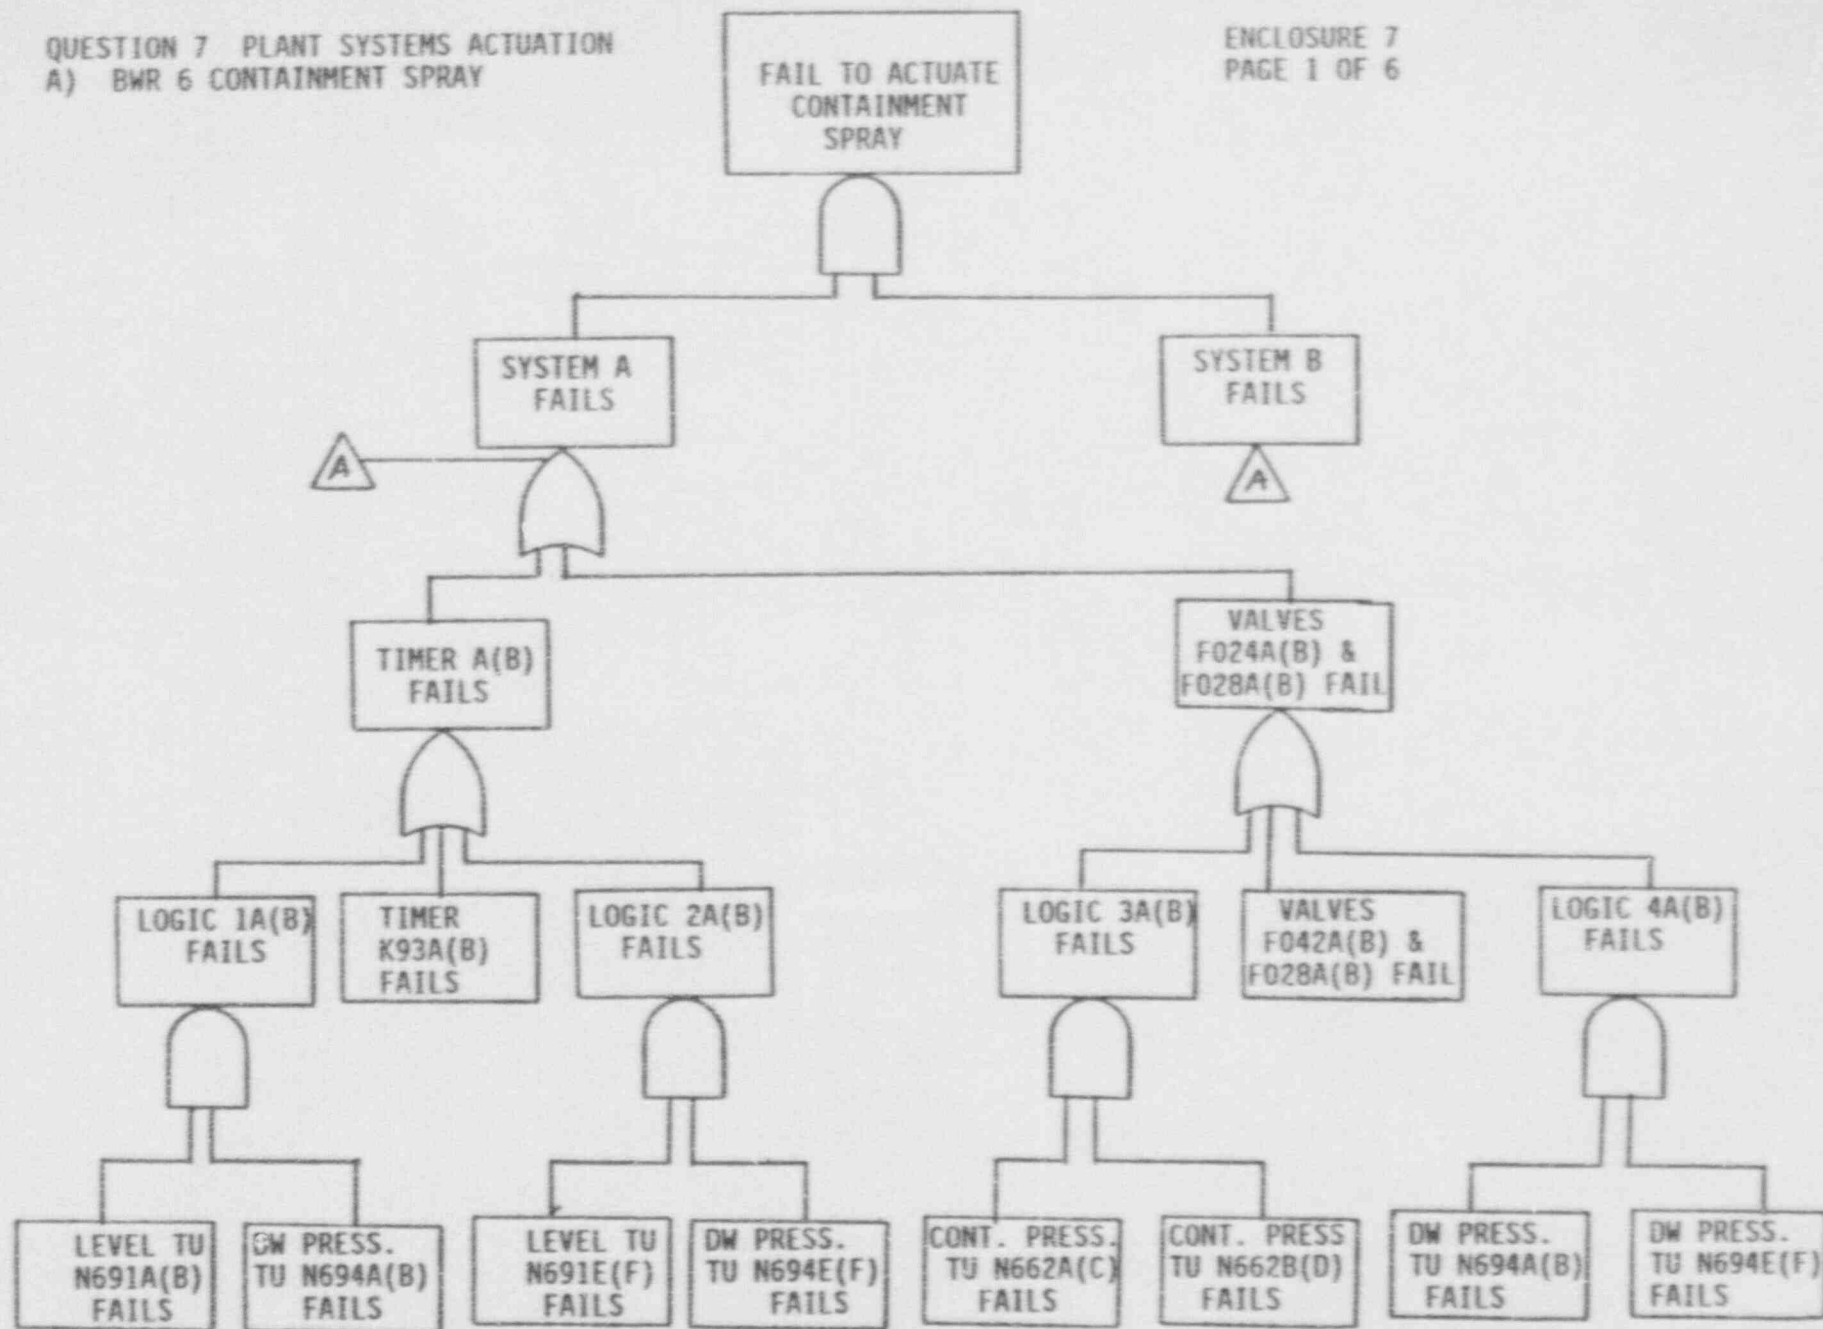 QUESTION 7 PLANT SYSTEMS ACTUATION
A) BWR 6 CONTAINMENT SPRAY
ENCLOSURE 7
PAGE 1 OF 6
FAIL TO ACTUATE
CONTAINMENT
SPRAY
SYSTEM A
FAILS
SYSTEM B
FAILS
A
A
TIMER A(B)
FAILS
VALVES
F024A(B) &
F028A(B) FAIL
LOGIC 1A(B)
FAILS
TIMER
K93A(B)
FAILS
LOGIC 2A(B)
FAILS
LOGIC 3A(B)
FAILS
VALVES
F042A(B) &
F028A(B) FAIL
LOGIC 4A(B)
FAILS
LEVEL TU
N691A(B)
FAILS
DW PRESS.
TU N694A(B)
FAILS
LEVEL TU
N691E(F)
FAILS
DW PRESS.
TU N694E(F)
FAILS
CONT. PRESS.
TU N662A(C)
FAILS
CONT. PRESS
TU N662B(D)
FAILS
DW PRESS.
TU N694A(B)
FAILS
DW PRESS.
TU N694E(F)
FAILS